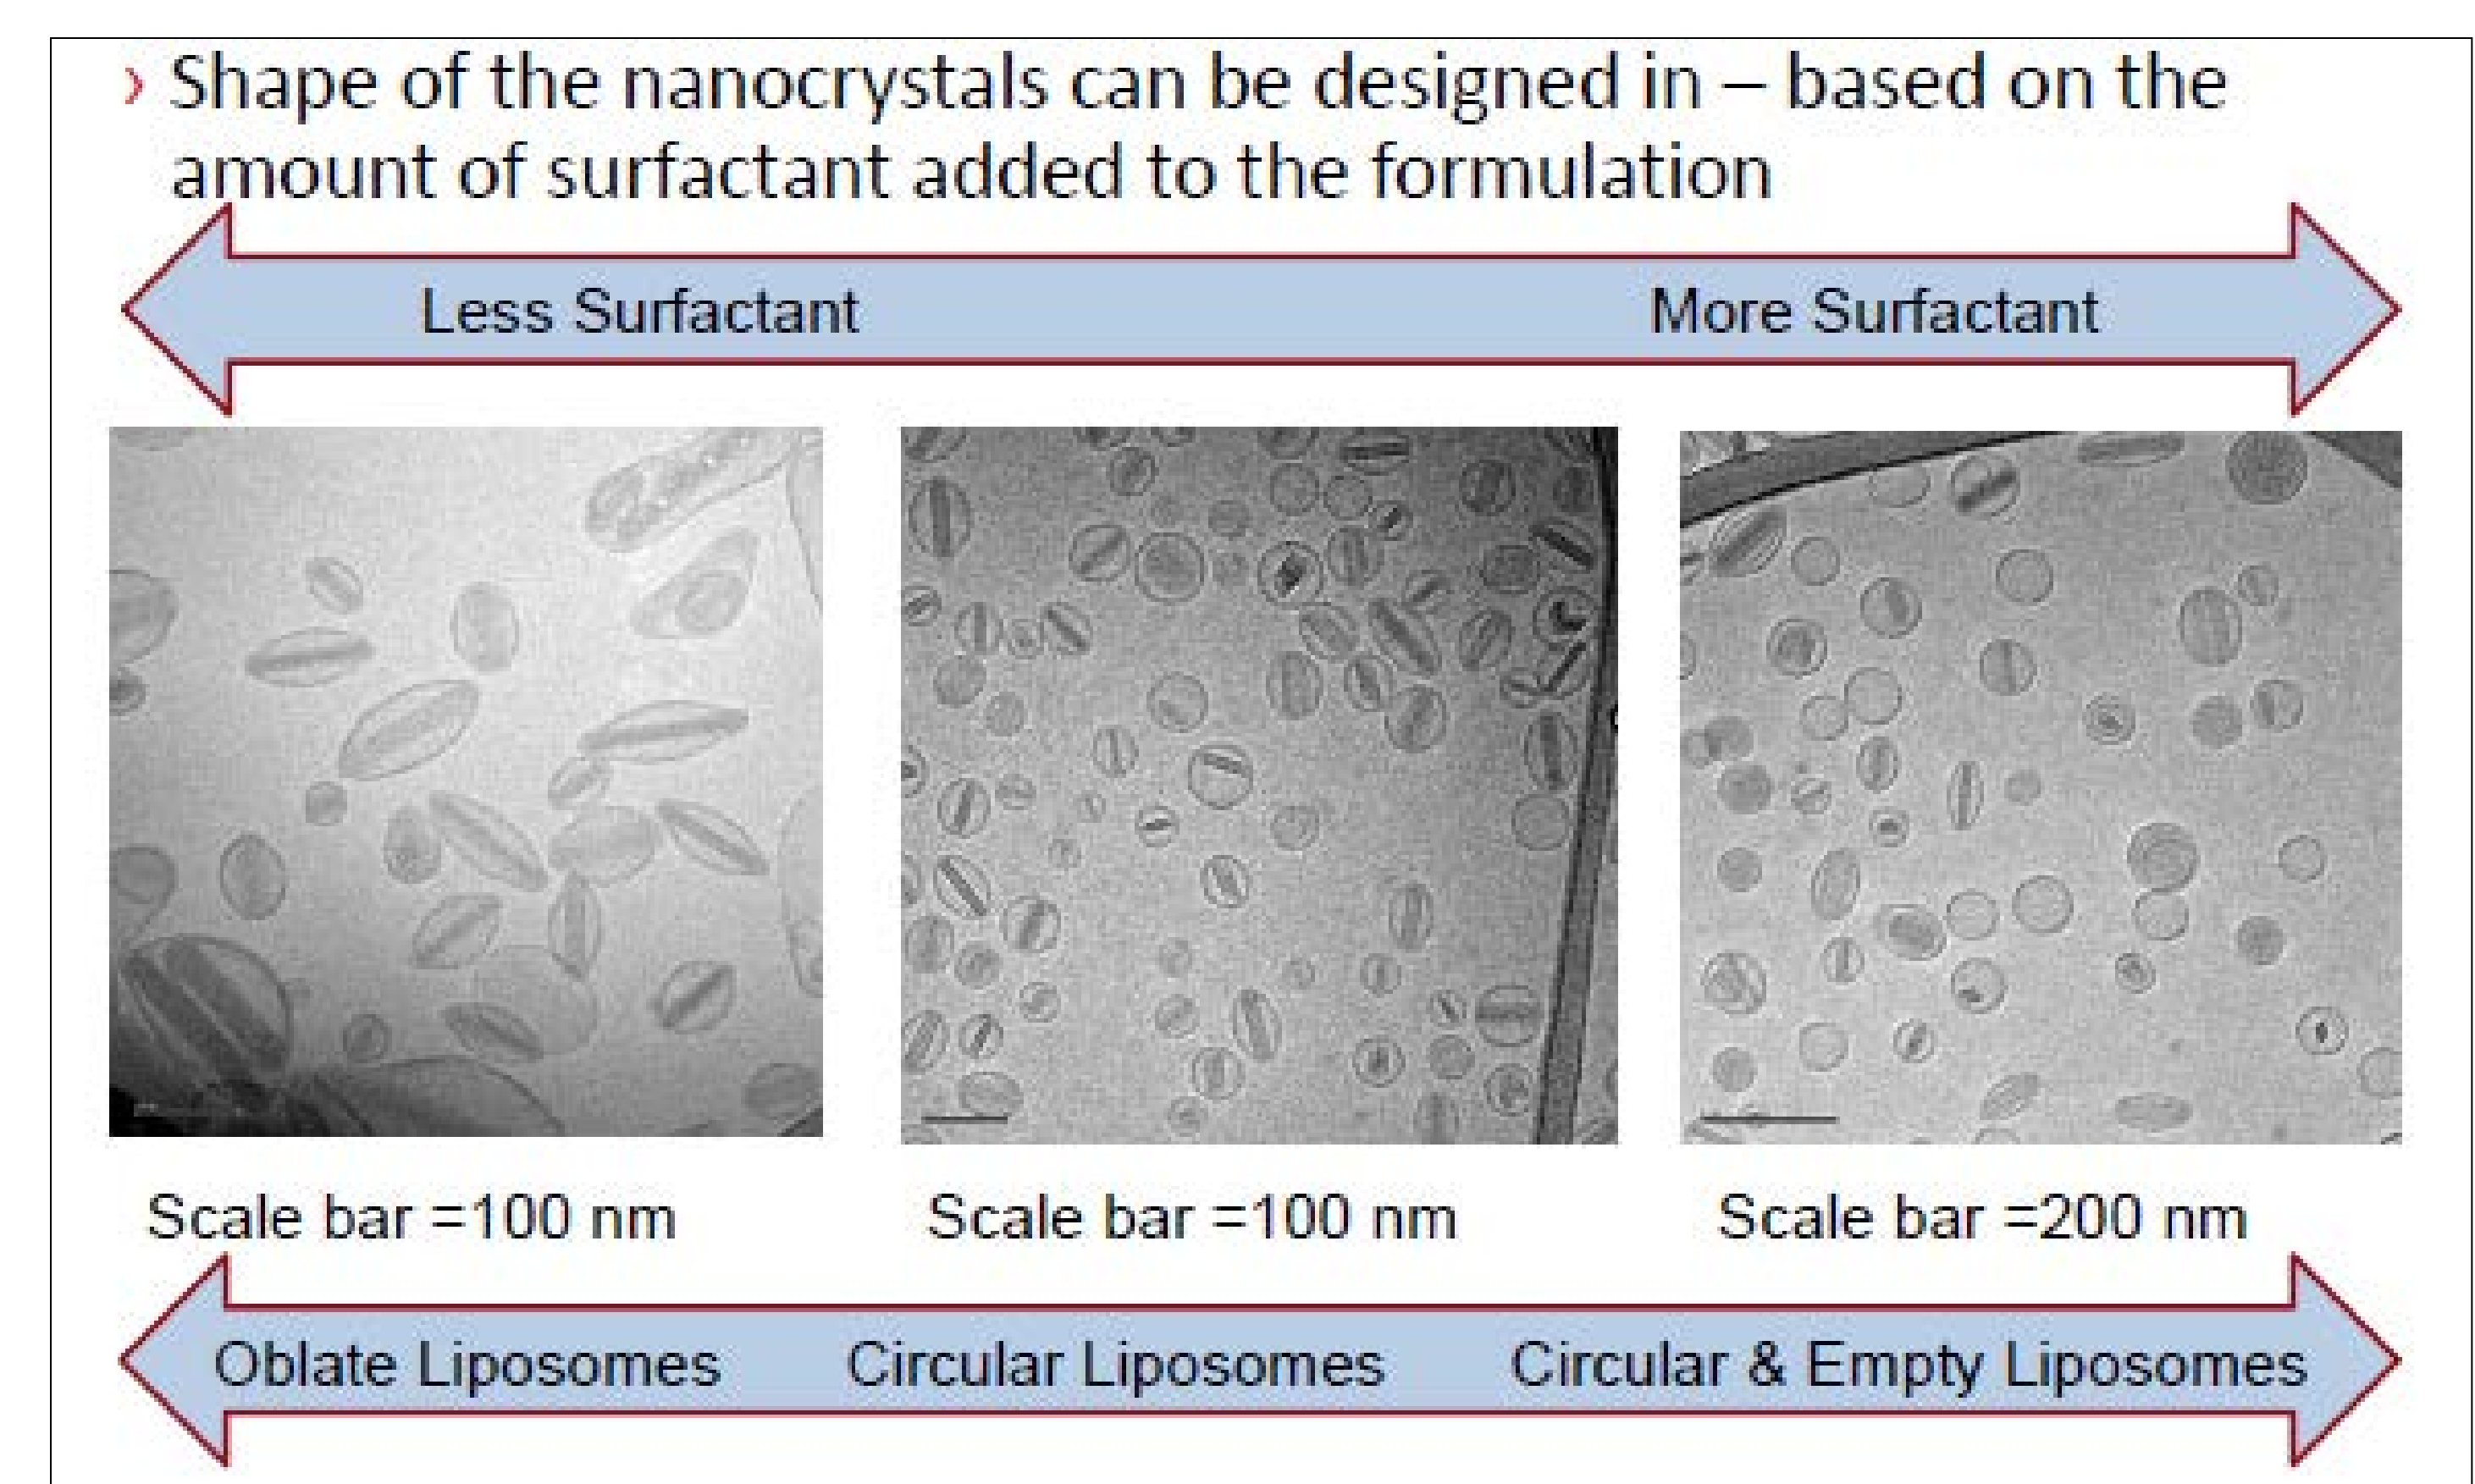 › Shape of the nanocrystals can be designed in – based on the
amount of surfactant added to the formulation
Less Surfactant More Surfactant
Scale bar =100 nm Scale bar =100 nm Scale bar =200 nm
Oblate Liposomes Circular Liposomes Circular & Empty Liposomes